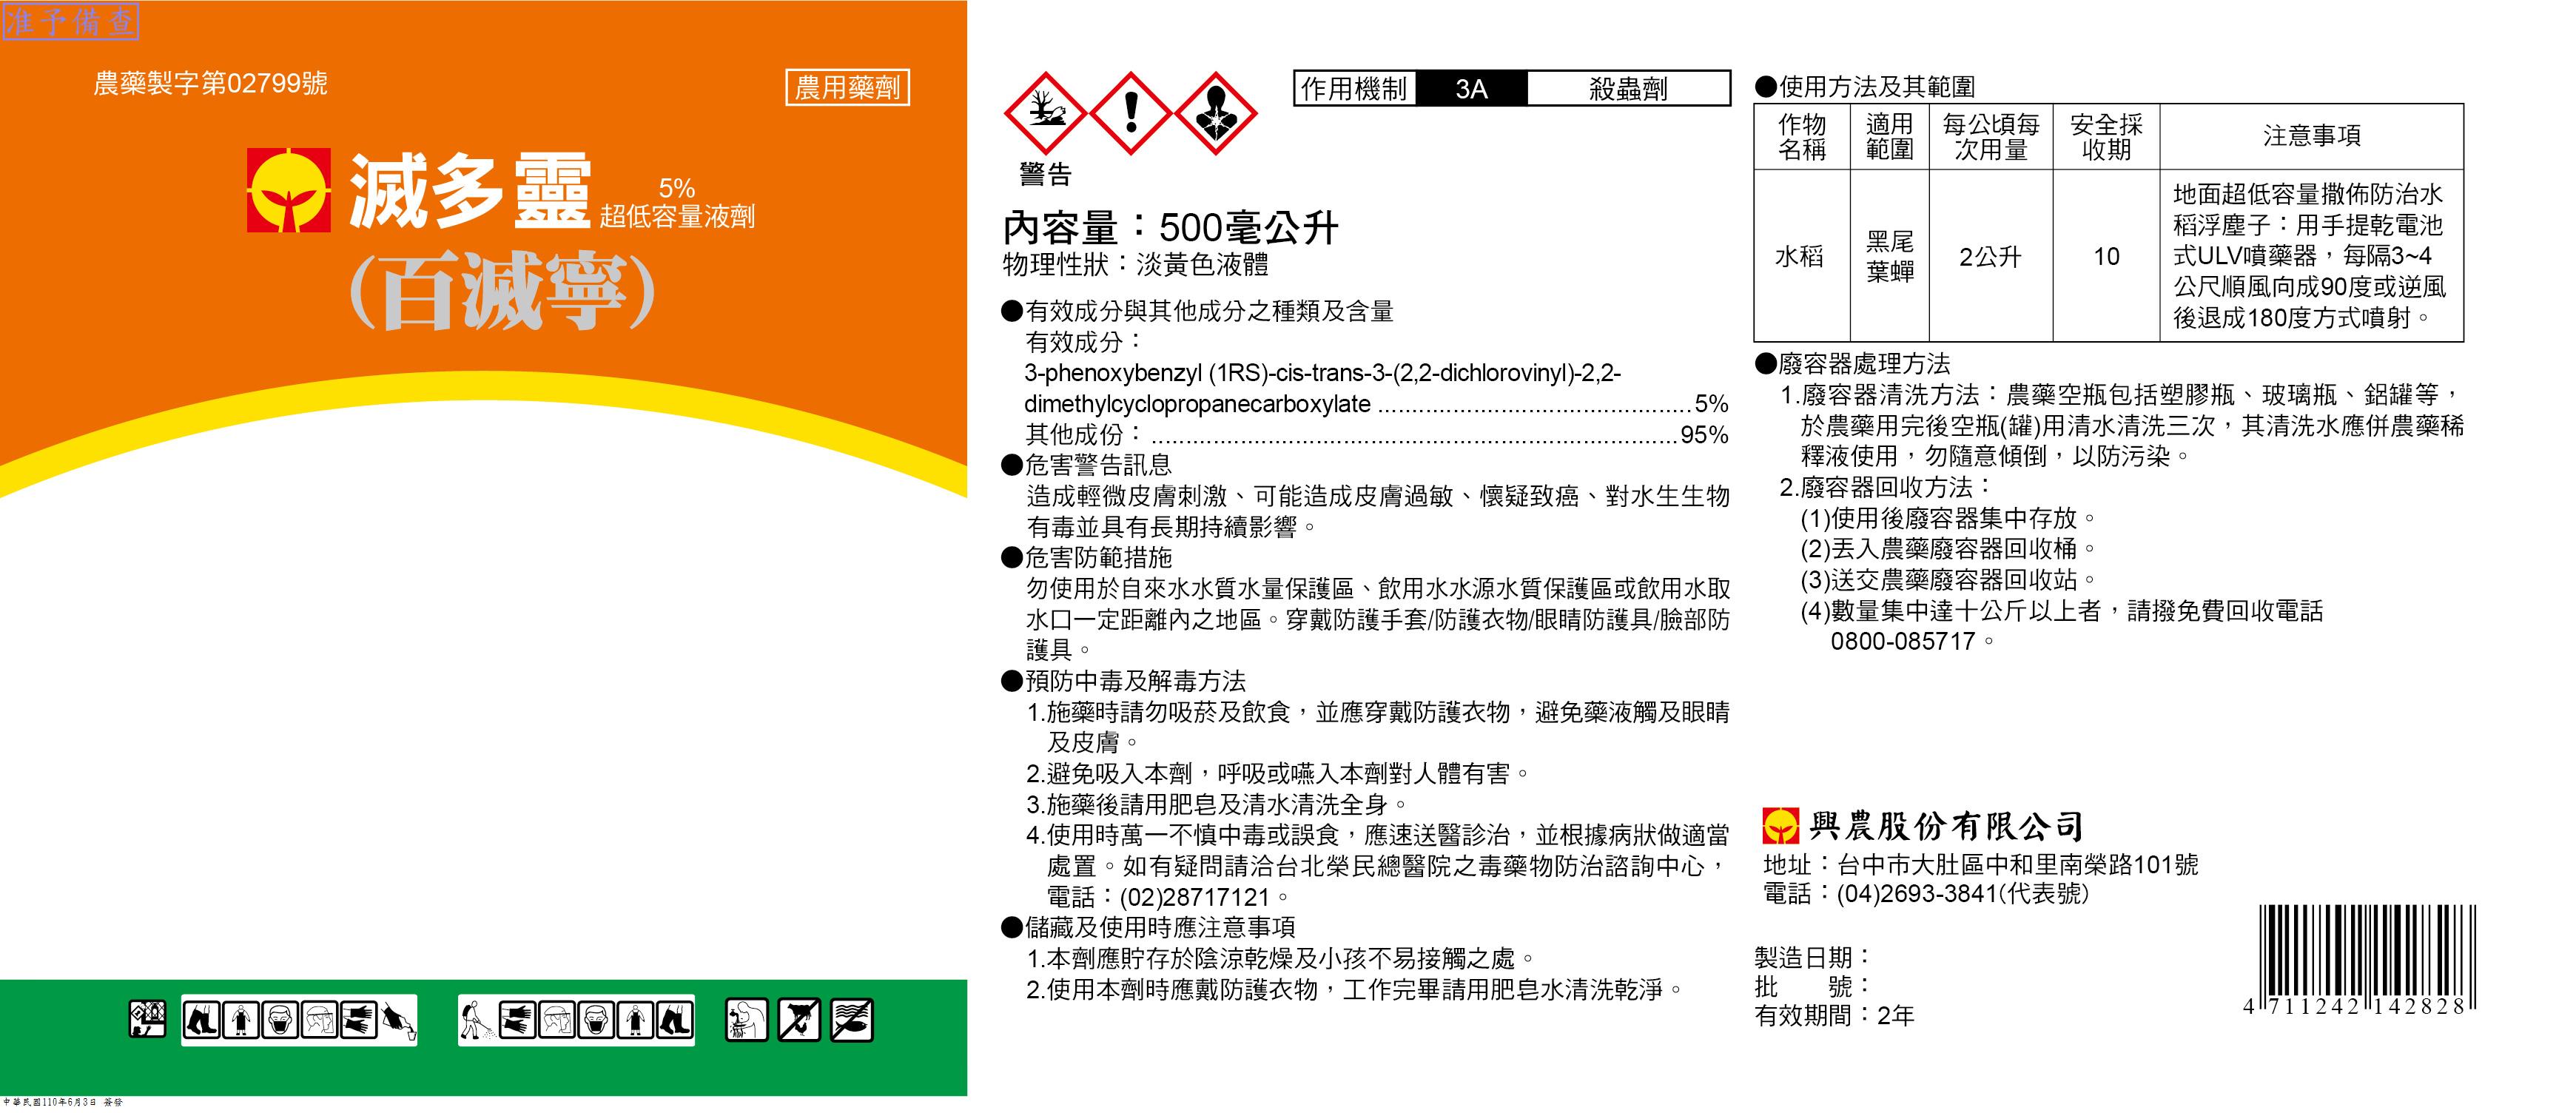 准予備查
農藥製字第02799號
農用藥劑
滅多靈
5%
超低容量液劑
(百滅寧)
中華民國110年6月3日 簽發
作用機制 3A 殺蟲劑
警告
內容量：500毫公升
物理性狀：淡黃色液體
●有效成分與其他成分之種類及含量
有效成分：
3-phenoxybenzyl (1RS)-cis-trans-3-(2,2-dichlorovinyl)-2,2-
dimethylcyclopropanecarboxylate ..............................................5%
其他成份：..............................................................................95%
●危害警告訊息
造成輕微皮膚刺激、可能造成皮膚過敏、懷疑致癌、對水生生物
有毒並具有長期持續影響。
●危害防範措施
勿使用於自來水水質水量保護區、飲用水水源水質保護區或飲用水取
水口一定距離內之地區。穿戴防護手套/防護衣物/眼睛防護具/臉部防
護具。
●預防中毒及解毒方法
1.施藥時請勿吸菸及飲食，並應穿戴防護衣物，避免藥液觸及眼睛
及皮膚。
2.避免吸入本劑，呼吸或嚥入本劑對人體有害。
3.施藥後請用肥皂及清水清洗全身。
4.使用時萬一不慎中毒或誤食，應速送醫診治，並根據病狀做適當
處置。如有疑問請洽台北榮民總醫院之毒藥物防治諮詢中心，
電話：(02)28717121。
●儲藏及使用時應注意事項
1.本劑應貯存於陰涼乾燥及小孩不易接觸之處。
2.使用本劑時應戴防護衣物，工作完畢請用肥皂水清洗乾淨。
●使用方法及其範圍
作物
名稱
適用
範圍
每公頃每
次用量
安全採
收期
注意事項
水稻
黑尾
葉蟬
2公升
10
地面超低容量撒佈防治水
稻浮塵子：用手提乾電池
式ULV噴藥器，每隔3~4
公尺順風向成90度或逆風
後退成180度方式噴射。
●廢容器處理方法
1.廢容器清洗方法：農藥空瓶包括塑膠瓶、玻璃瓶、鋁罐等，
於農藥用完後空瓶(罐)用清水清洗三次，其清洗水應併農藥稀
釋液使用，勿隨意傾倒，以防污染。
2.廢容器回收方法：
(1)使用後廢容器集中存放。
(2)丟入農藥廢容器回收桶。
(3)送交農藥廢容器回收站。
(4)數量集中達十公斤以上者，請撥免費回收電話
0800-085717。
興農股份有限公司
地址：台中市大肚區中和里南榮路101號
電話：(04)2693-3841(代表號)
製造日期：
批　　號：
有效期間：2年
4 711242 142828